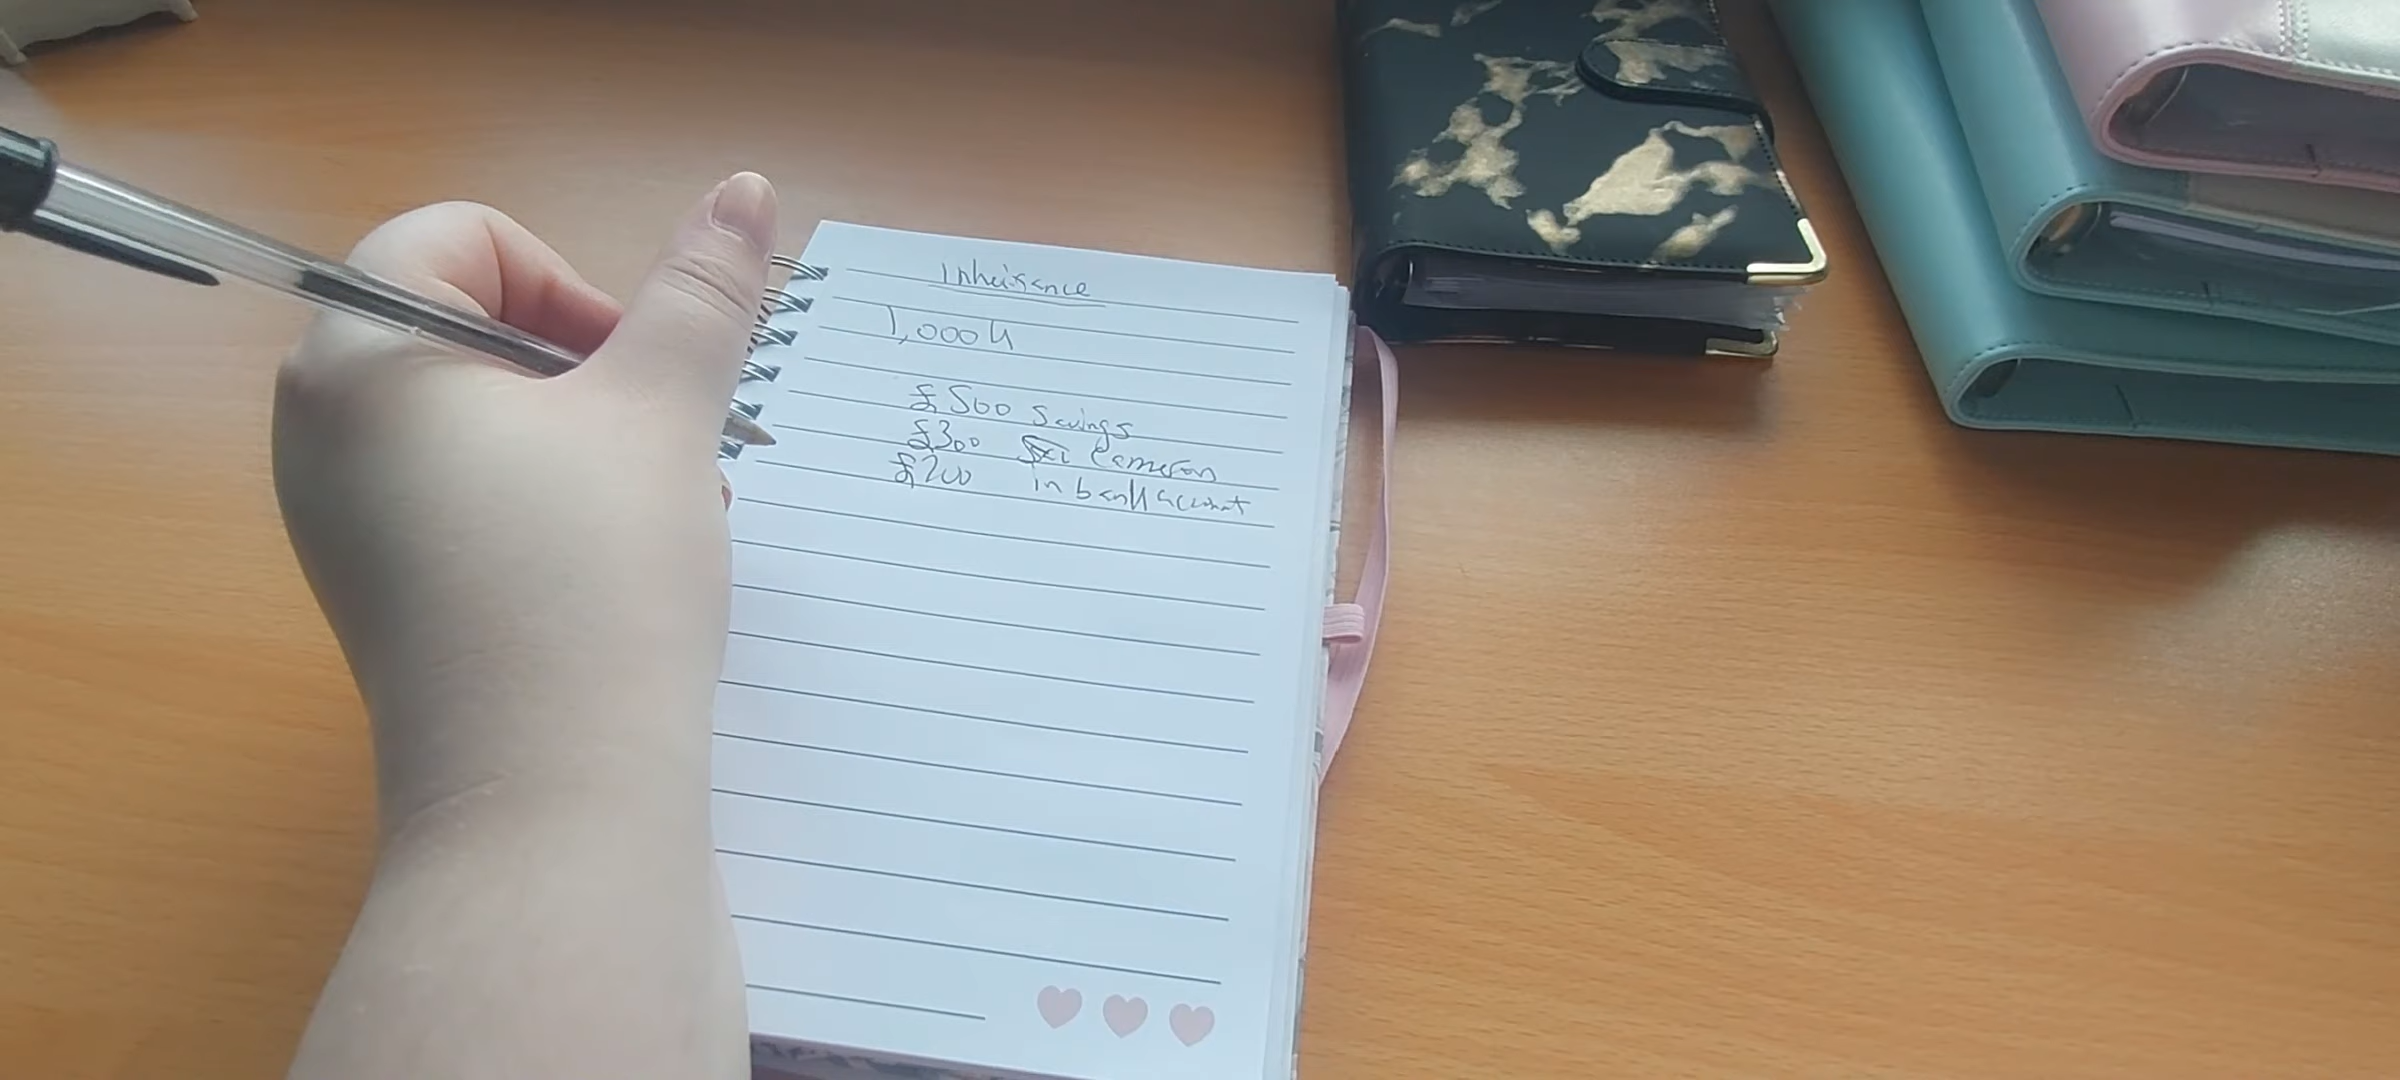 Inheritance
1,000
£500 Savings
£300 Cameron
£200 in bank account